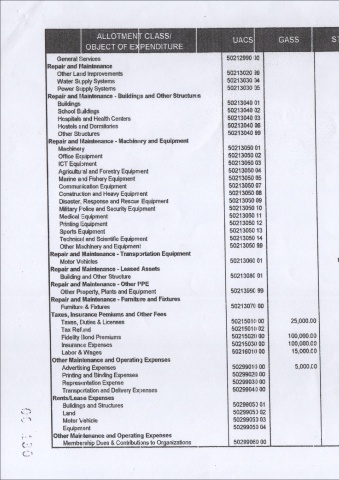 ALLOTMENT CLASS/ OBJECT OF EXPENDITURE UACS GASS
General Services 50212990 00
Repair and Maintenance
Other Land Improvements 50213020 99
Water Supply Systems 50213030 04
Power Supply Systems 50213030 05
Repair and Maintenance - Buildings and Other Structures
Buildings 50213040 01
School Buildings 50213040 02
Hospitals and Health Centers 50213040 03
Hostels and Dormitories 50213040 06
Other Structures 50213040 99
Repair and Maintenance - Machinery and Equipment
Machinery 50213050 01
Office Equipment 50213050 02
ICT Equipment 50213050 03
Agricultural and Forestry Equipment 50213050 04
Marine and Fishery Equipment 50213050 05
Communication Equipment 50213050 07
Construction and Heavy Equipment 50213050 08
Disaster, Response and Rescue Equipment 50213050 09
Military Police and Security Equipment 50213050 10
Medical Equipment 50213050 11
Printing Equipment 50213050 12
Sports Equipment 50213050 13
Technical and Scientific Equipment 50213050 14
Other Machinery and Equipment 50213050 99
Repair and Maintenance - Transportation Equipment
Motor Vehicles 50213060 01
Repair and Maintenance - Leased Assets
Building and Other Structure 50213080 01
Repair and Maintenance - Other PPE
Other Property, Plants and Equipment 50213990 99
Repair and Maintenance - Furniture and Fixtures
Furniture & Fixtures 50213070 00
Taxes, Insurance Pemiums and Other Fees
Taxes, Duties & Licenses 50215010 00 25,000.00
Tax Refund 50215010 02
Fidelity Bond Premiums 50215020 00 100,000.00
Insurance Expenses 50215030 00 100,000.00
Labor & Wages 50216010 00 15,000.00
Other Maintenance and Operating Expenses
Advertising Expenses 50299010 00 5,000.00
Printing and Binding Expenses 50299020 00
Representation Expense 50299030 00
Transportation and Delivery Expenses 50299040 00
Rents/Lease Expenses
Buildings and Structures 50299050 01
Land 50299050 02
Motor Vehicle 50299050 03
Equipment 50299050 04
Other Maintenance and Operating Expenses
Membership Dues & Contributions to Organizations 50299060 00